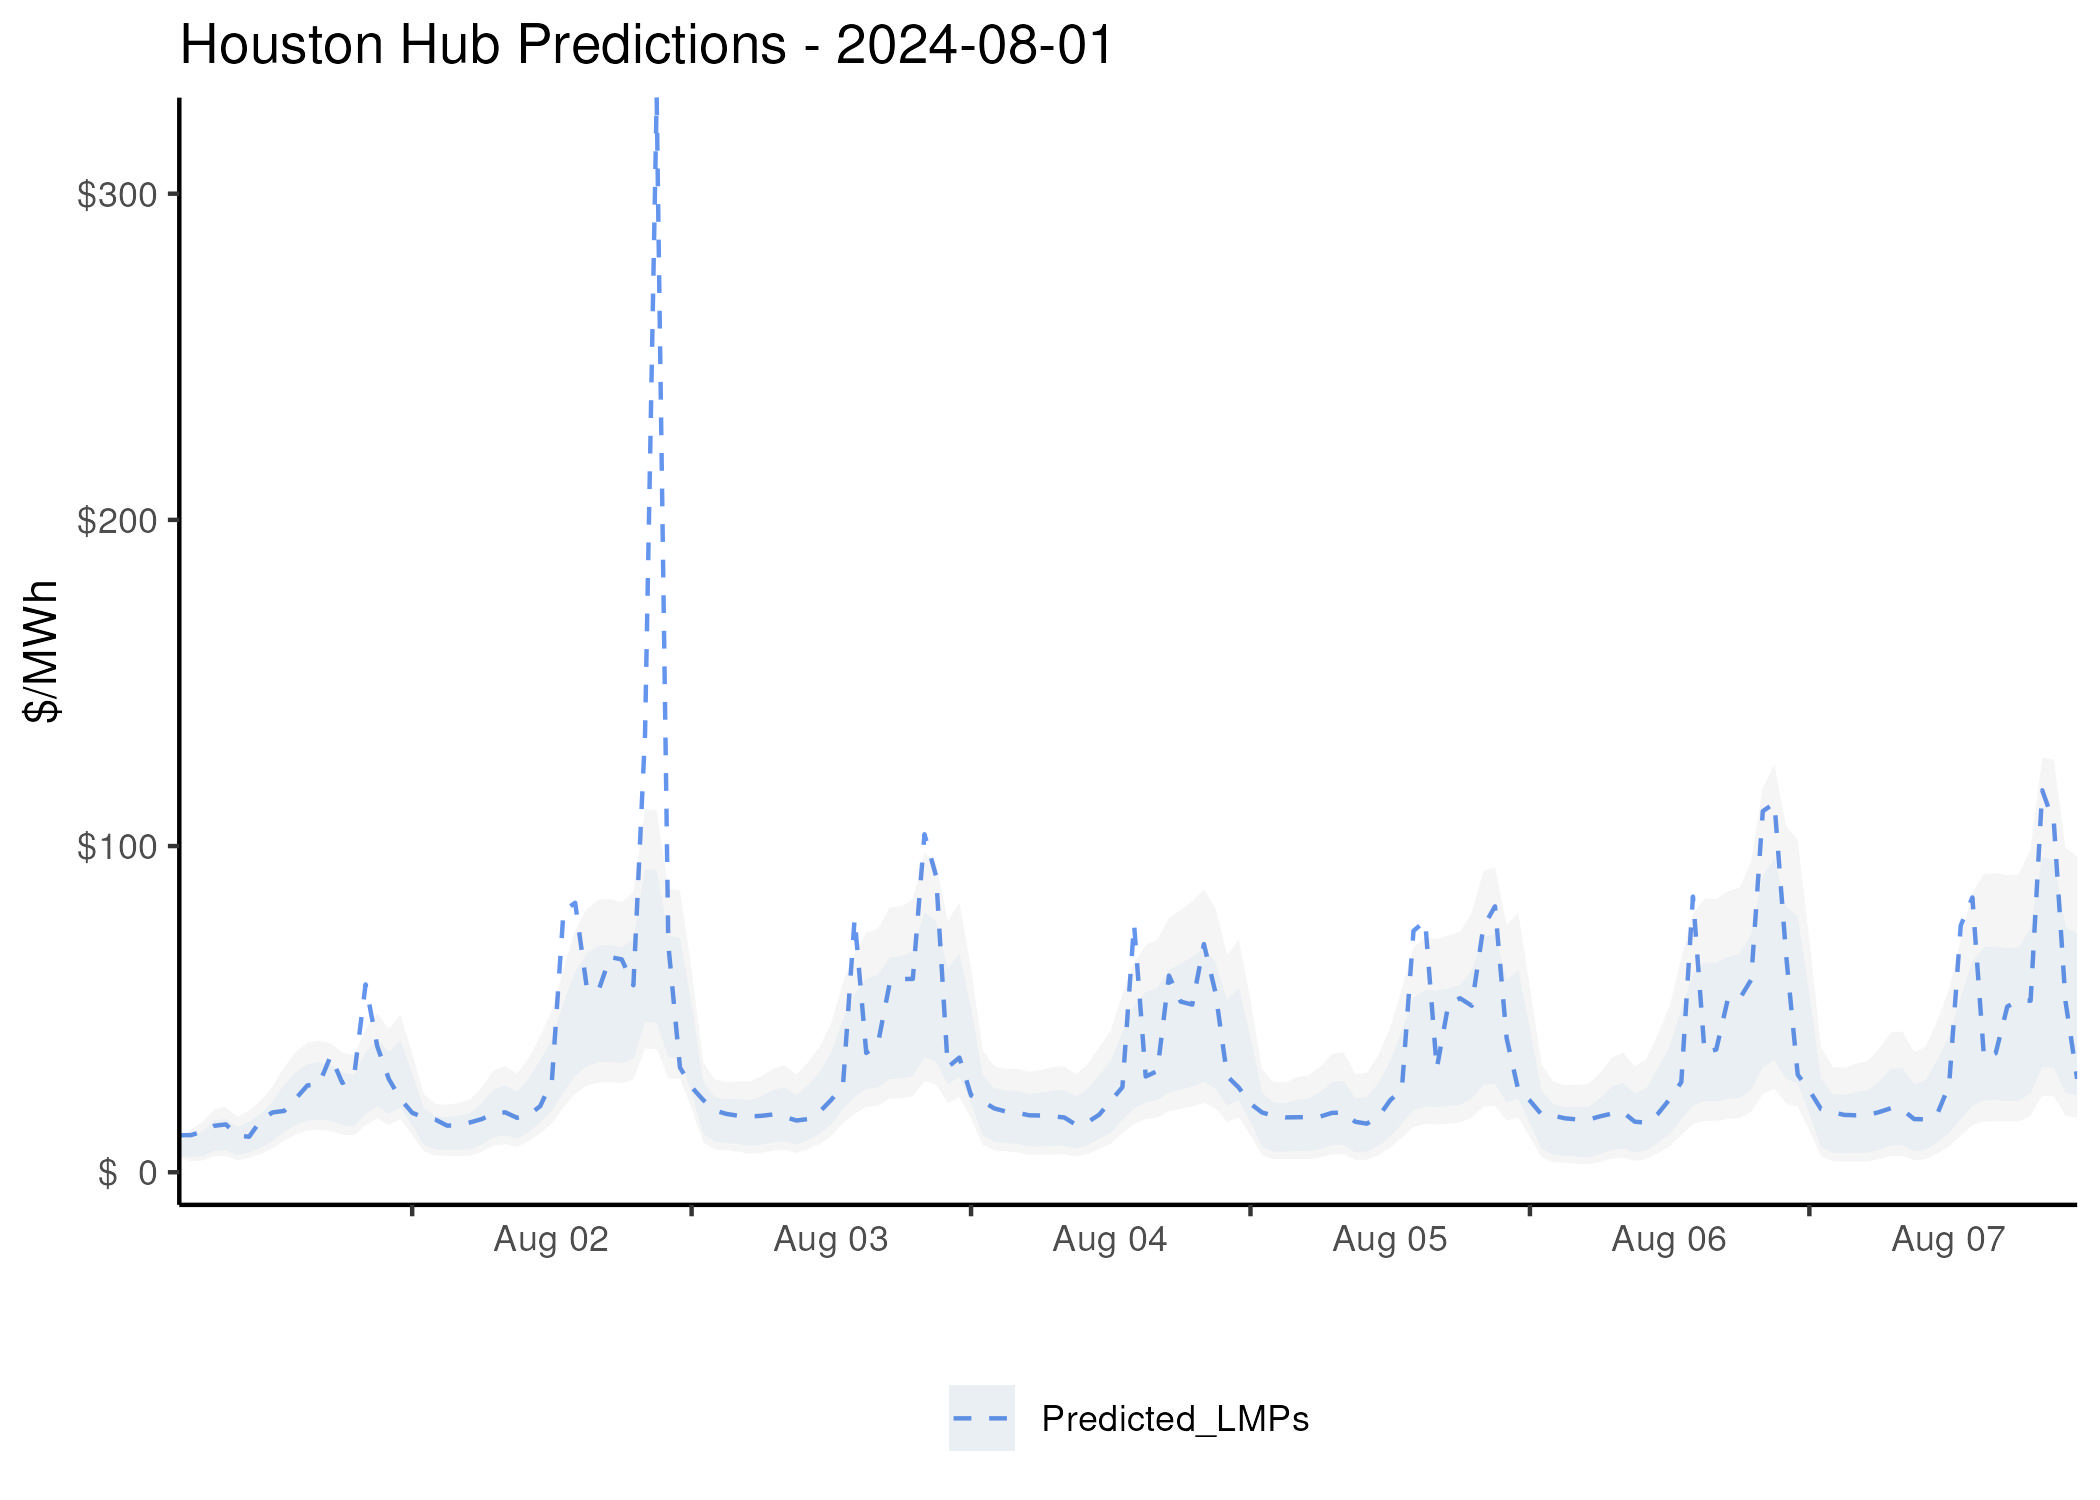 Houston Hub Predictions - 2024-08-01
$300
$200
$100
$ 0
$/MWh
Aug 02
Aug 03
Aug 04
Aug 05
Aug 06
Aug 07
Predicted_LMPs